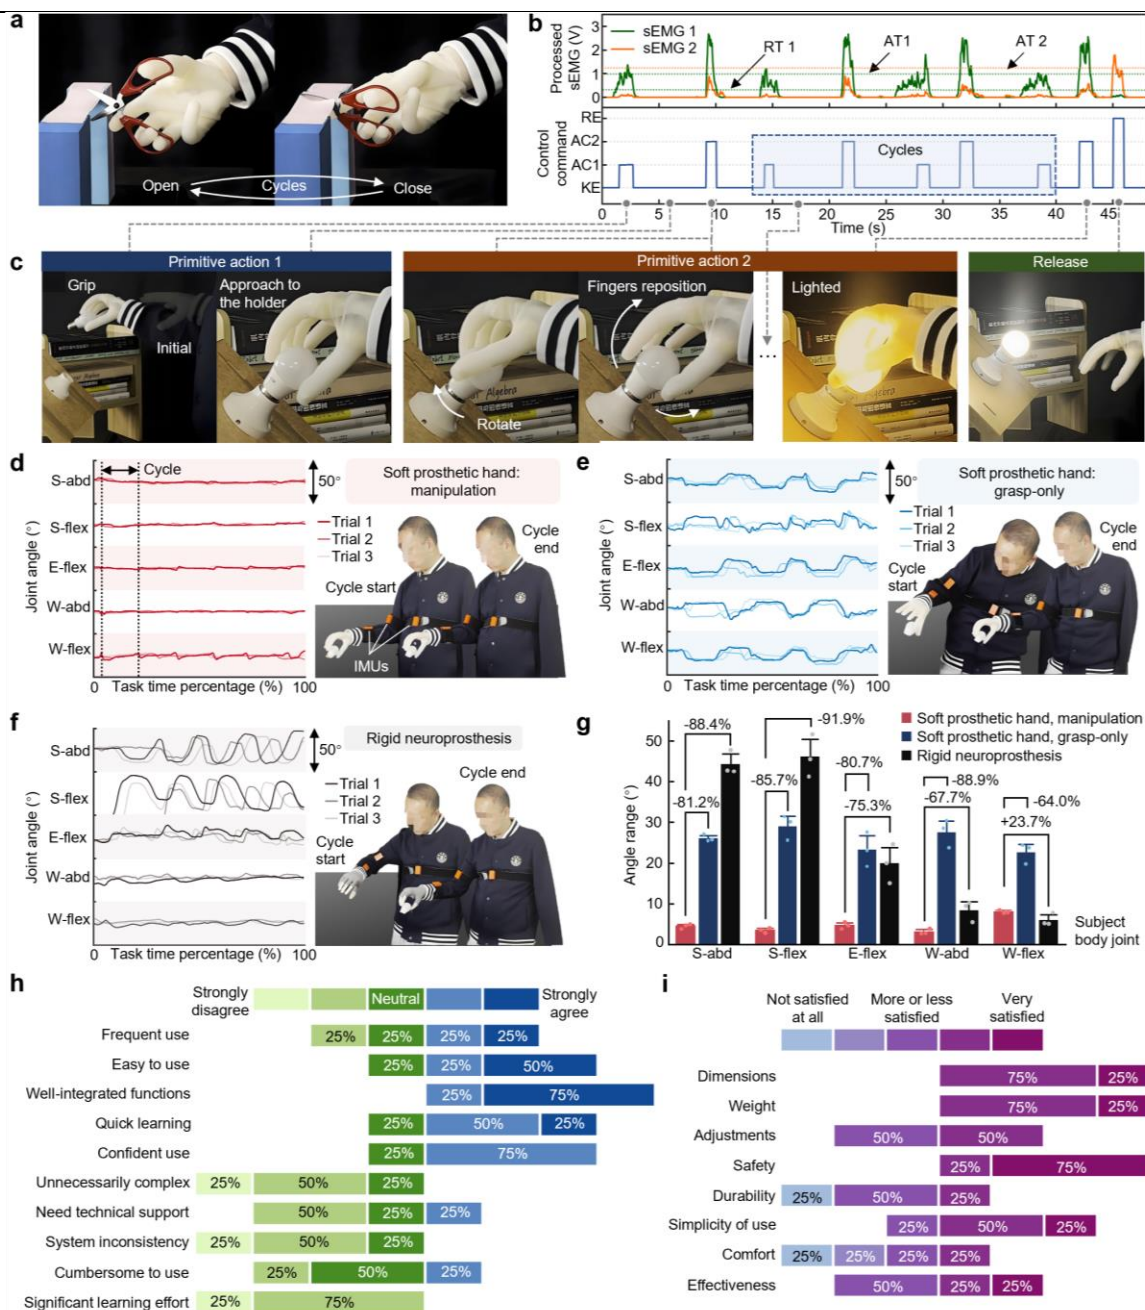 a
Open
Cycles
Close
b
Processed
sEMG (V)
sEMG 1
sEMG 2
RT 1
AT1
AT 2
3
2
1
0
Control
command
RE
AC2
AC1
KE
Cycles
0 5 10 15 20 25 30 35 40 45
Time (s)
c
Primitive action 1
Primitive action 2
Release
Grip
Initial
Approach to
the holder
Rotate
Fingers reposition
...
Lighted
Algebra
d
Joint angle (°)
S-abd
S-flex
E-flex
W-abd
W-flex
Cycle
50°
Soft prosthetic hand:
manipulation
Trial 1
Trial 2
Trial 3
Cycle start
Cycle
end
IMUs
0 Task time percentage (%) 100
e
Joint angle (°)
S-abd
S-flex
E-flex
W-abd
W-flex
50°
Soft prosthetic hand:
grasp-only
Trial 1
Trial 2
Trial 3
Cycle
start
Cycle
end
0 Task time percentage (%) 100
f
Joint angle (°)
S-abd
S-flex
E-flex
W-abd
W-flex
50°
Rigid neuroprosthesis
Trial 1
Trial 2
Trial 3
Cycle
start
Cycle end
0 Task time percentage (%) 100
g
Angle range (°)
50
40
30
20
10
0
Soft prosthetic hand, manipulation
Soft prosthetic hand, grasp-only
Rigid neuroprosthesis
-88.4%
-81.2%
-91.9%
-85.7%
-80.7%
-75.3%
-88.9%
-67.7%
-64.0%
+23.7%
S-abd S-flex E-flex W-abd W-flex
Subject
body joint
h
Strongly
disagree
Neutral
Strongly
agree
Frequent use 25% 25% 25% 25%
Easy to use 25% 25% 50%
Well-integrated functions 25% 75%
Quick learning 25% 50% 25%
Confident use 25% 75%
Unnecessarily complex 25% 50% 25%
Need technical support 50% 25% 25%
System inconsistency 25% 50% 25%
Cumbersome to use 25% 50% 25%
Significant learning effort 25% 75%
i
Not satisfied
at all
More or less
satisfied
Very
satisfied
Dimensions 75% 25%
Weight 75% 25%
Adjustments 50% 50%
Safety 25% 75%
Durability 25% 50% 25%
Simplicity of use 25% 50% 25%
Comfort 25% 25% 25% 25%
Effectiveness 50% 25% 25%